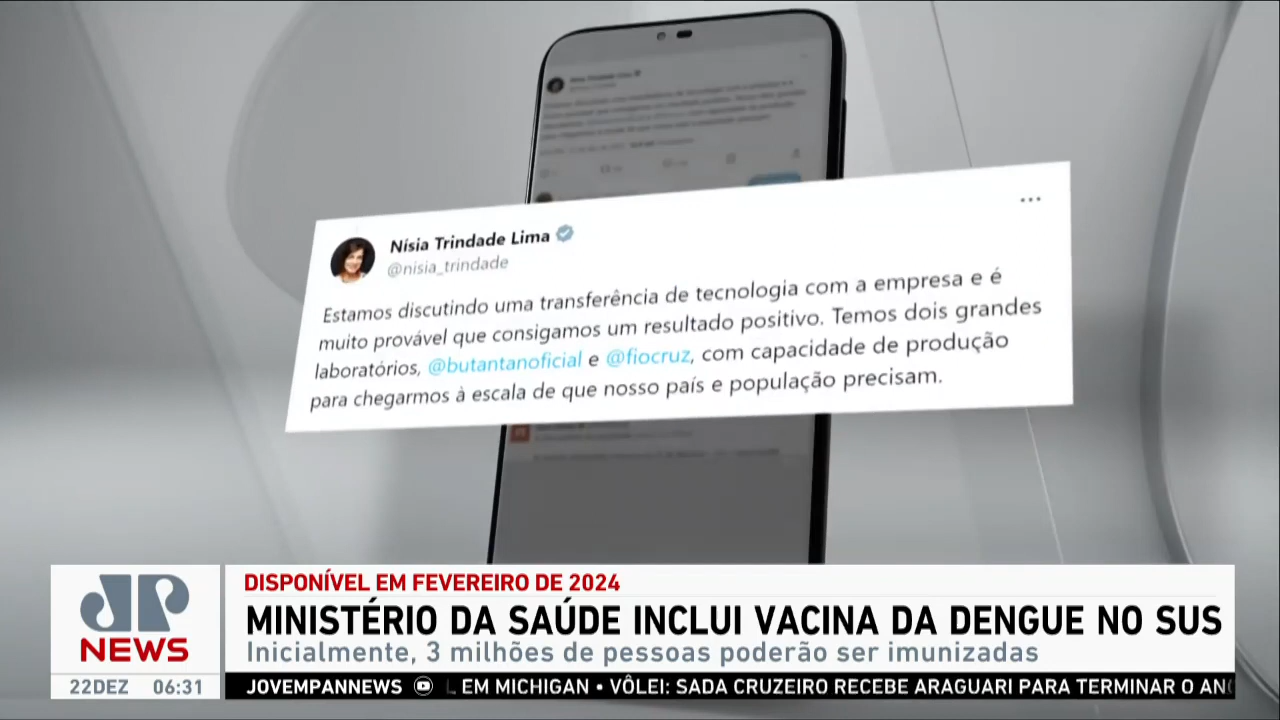 Nísia Trindade Lima
@nisia_trindade
Estamos discutindo uma transferência de tecnologia com a empresa e é
muito provável que consigamos um resultado positivo. Temos dois grandes
laboratórios, @butantanoficial e @fiocruz, com capacidade de produção
para chegarmos à escala de que nosso país e população precisam.
DISPONÍVEL EM FEVEREIRO DE 2024
MINISTÉRIO DA SAÚDE INCLUI VACINA DA DENGUE NO SUS
Inicialmente, 3 milhões de pessoas poderão ser imunizadas
JP
NEWS
22DEZ 06:31
JOVEMPANNEWS L EM MICHIGAN • VÔLEI: SADA CRUZEIRO RECEBE ARAGUARI PARA TERMINAR O